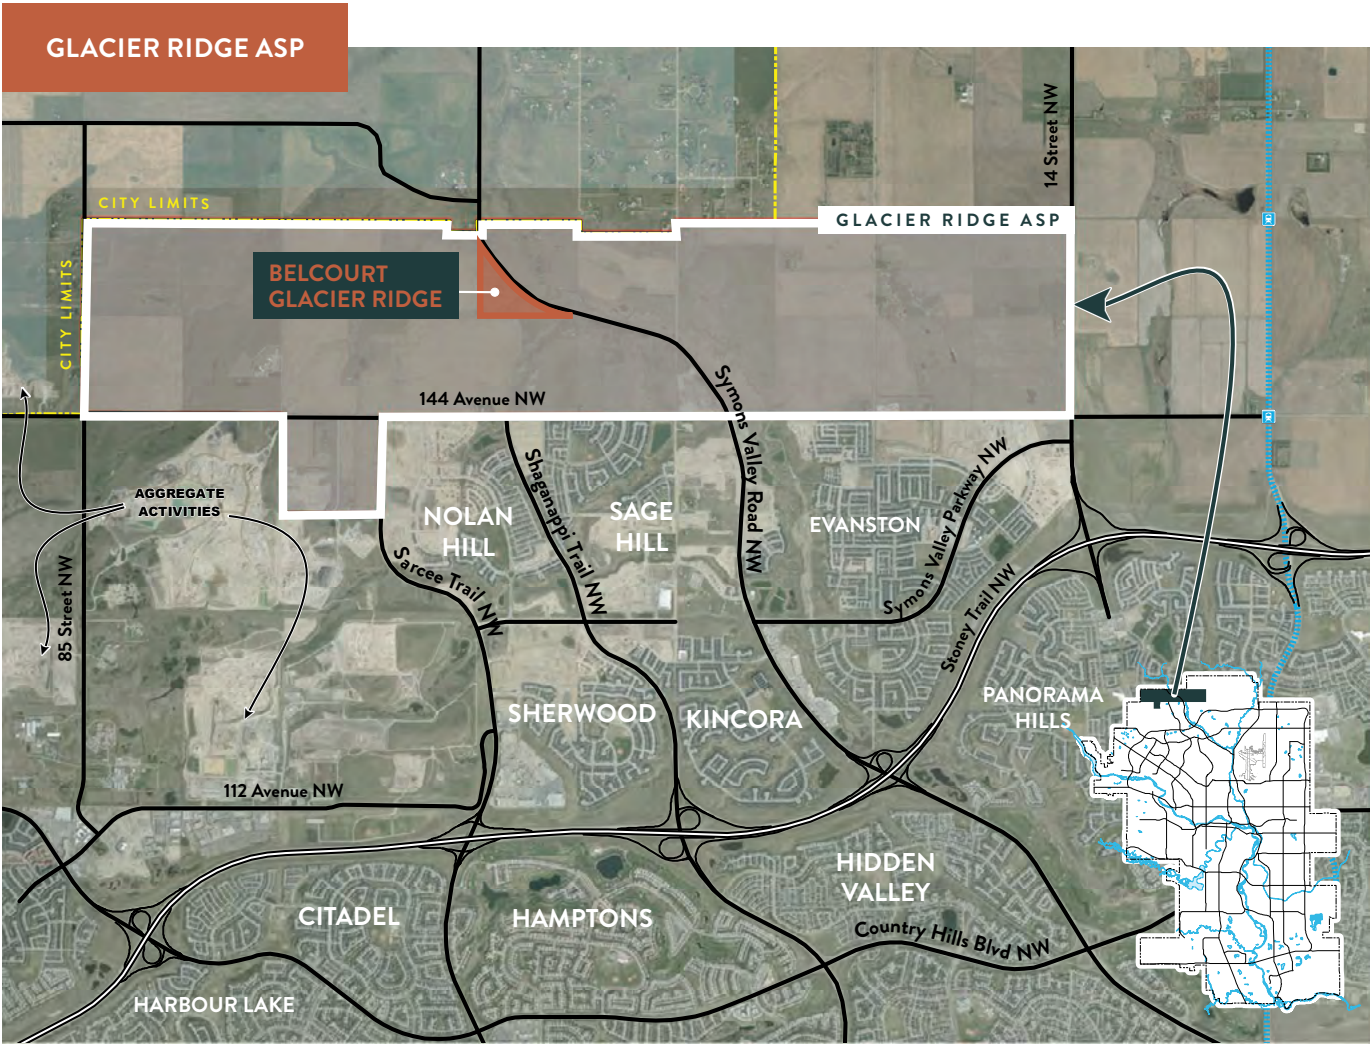 GLACIER RIDGE ASP
14 Street NW
CITY LIMITS
GLACIER RIDGE ASP
CITY LIMITS
BELCOURT
GLACIER RIDGE
144 Avenue NW
Symons Valley Road NW
Shaganappi Trail NW
Symons Valley Parkway NW
AGGREGATE
ACTIVITIES
NOLAN
HILL
SAGE
HILL
EVANSTON
85 Street NW
Sarcee Trail NW
Stoney Trail NW
SHERWOOD
KINCORA
PANORAMA
HILLS
112 Avenue NW
HIDDEN
VALLEY
CITADEL
HAMPTONS
Country Hills Blvd NW
HARBOUR LAKE